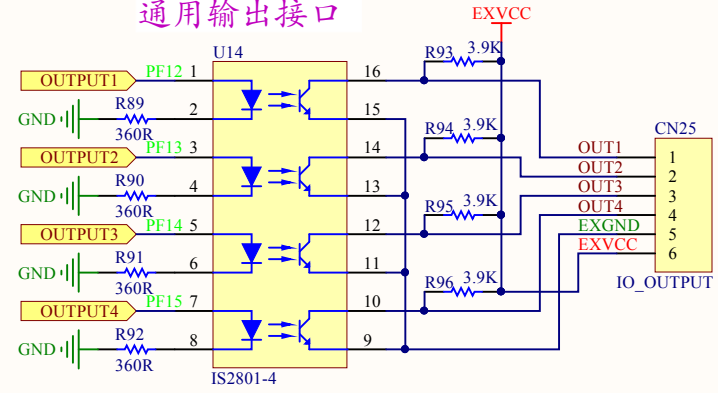 通用输出接口
EXVCC
U14
R93 3.9K
OUTPUT1 PF12 1 16
R89
GND 2 15
360R
R94 3.9K
CN25
OUTPUT2 PF13 3 14
OUT1 1
R90
OUT2 2
GND 4 13
OUT3 3
360R
R95 3.9K
OUT4 4
OUTPUT3 PF14 5 12
EXGND 5
R91
EXVCC 6
GND 6 11
360R
R96 3.9K
IO_OUTPUT
OUTPUT4 PF15 7 10
R92
GND 8 9
360R
IS2801-4